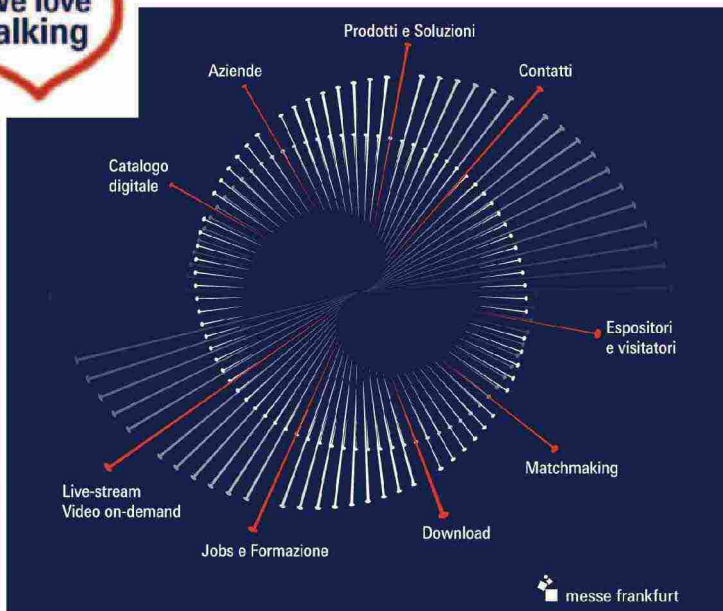 we love
talking
Prodotti e Soluzioni
Aziende
Contatti
Catalogo
digitale
Espositori
e visitatori
Matchmaking
Live-stream
Video on-demand
Download
Jobs e Formazione
messe frankfurt